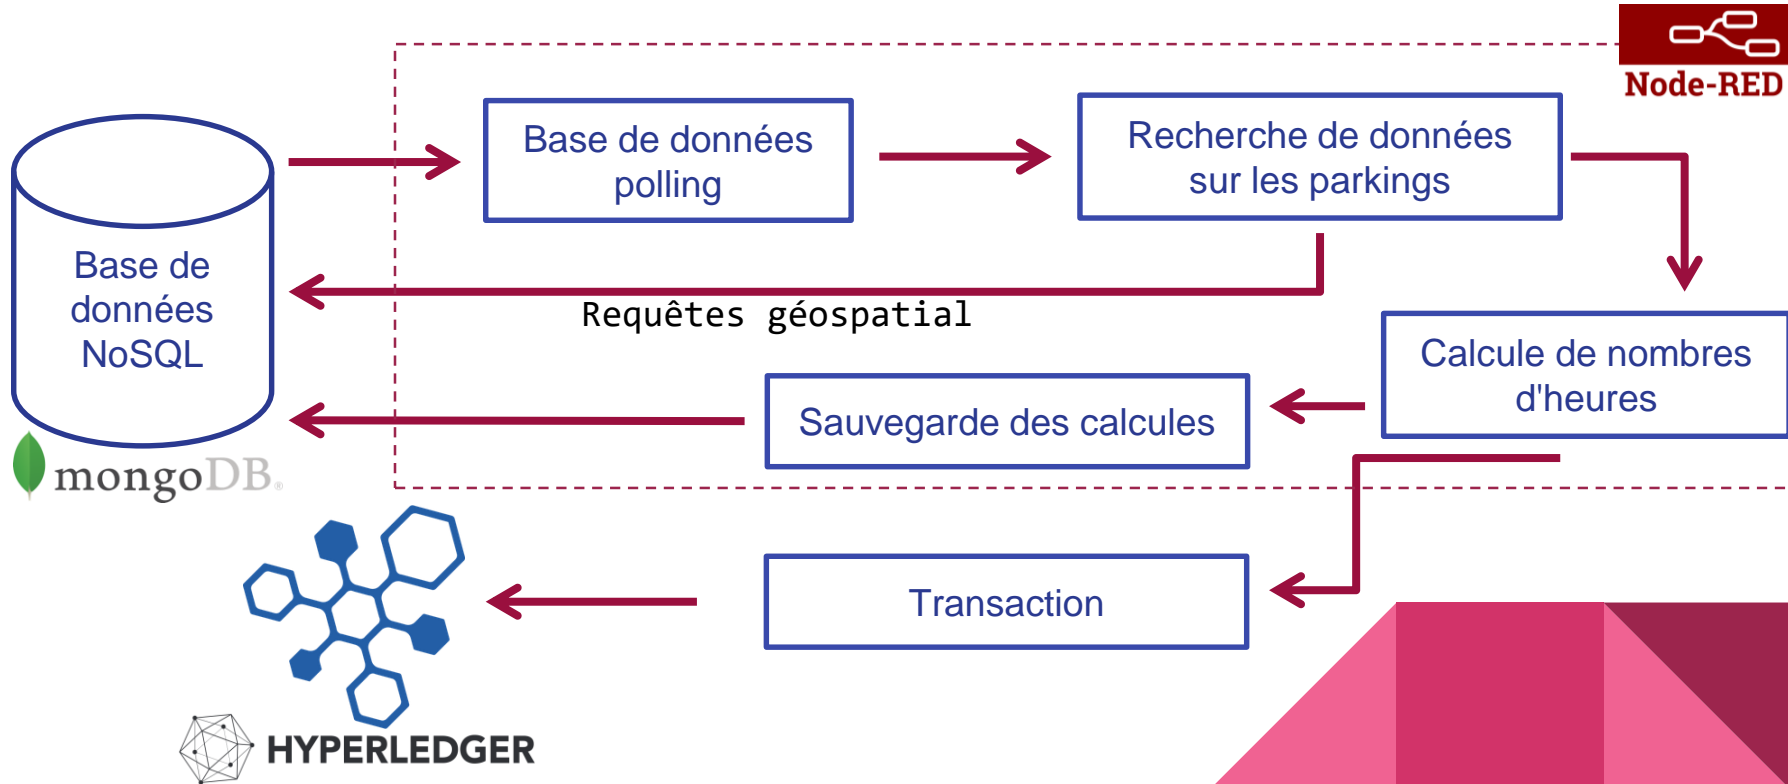 Node-RED
Base de données
polling
Recherche de données
sur les parkings
Base de
données
NoSQL
Requêtes géospatial
Calcule de nombres
d'heures
Sauvegarde des calcules
mongoDB®
Transaction
HYPERLEDGER